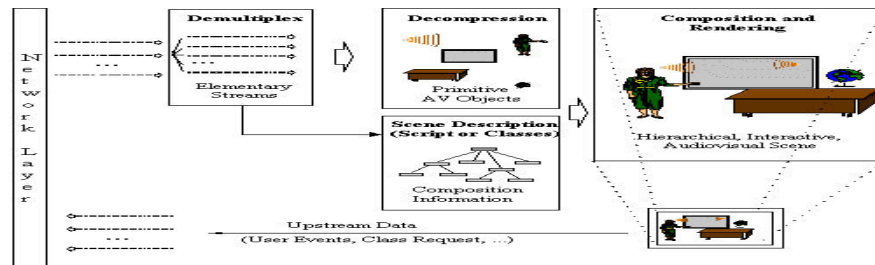 Network Layer
...
Demultiplex
...
Elementary
Streams
Decompression
Primitive
AV Objects
Scene Description
(Script or Classes)
Composition
Information
Composition and
Rendering
Hierarchical, Interactive,
Audiovisual Scene
...
Upstream Data
(User Events, Class Request, ...)